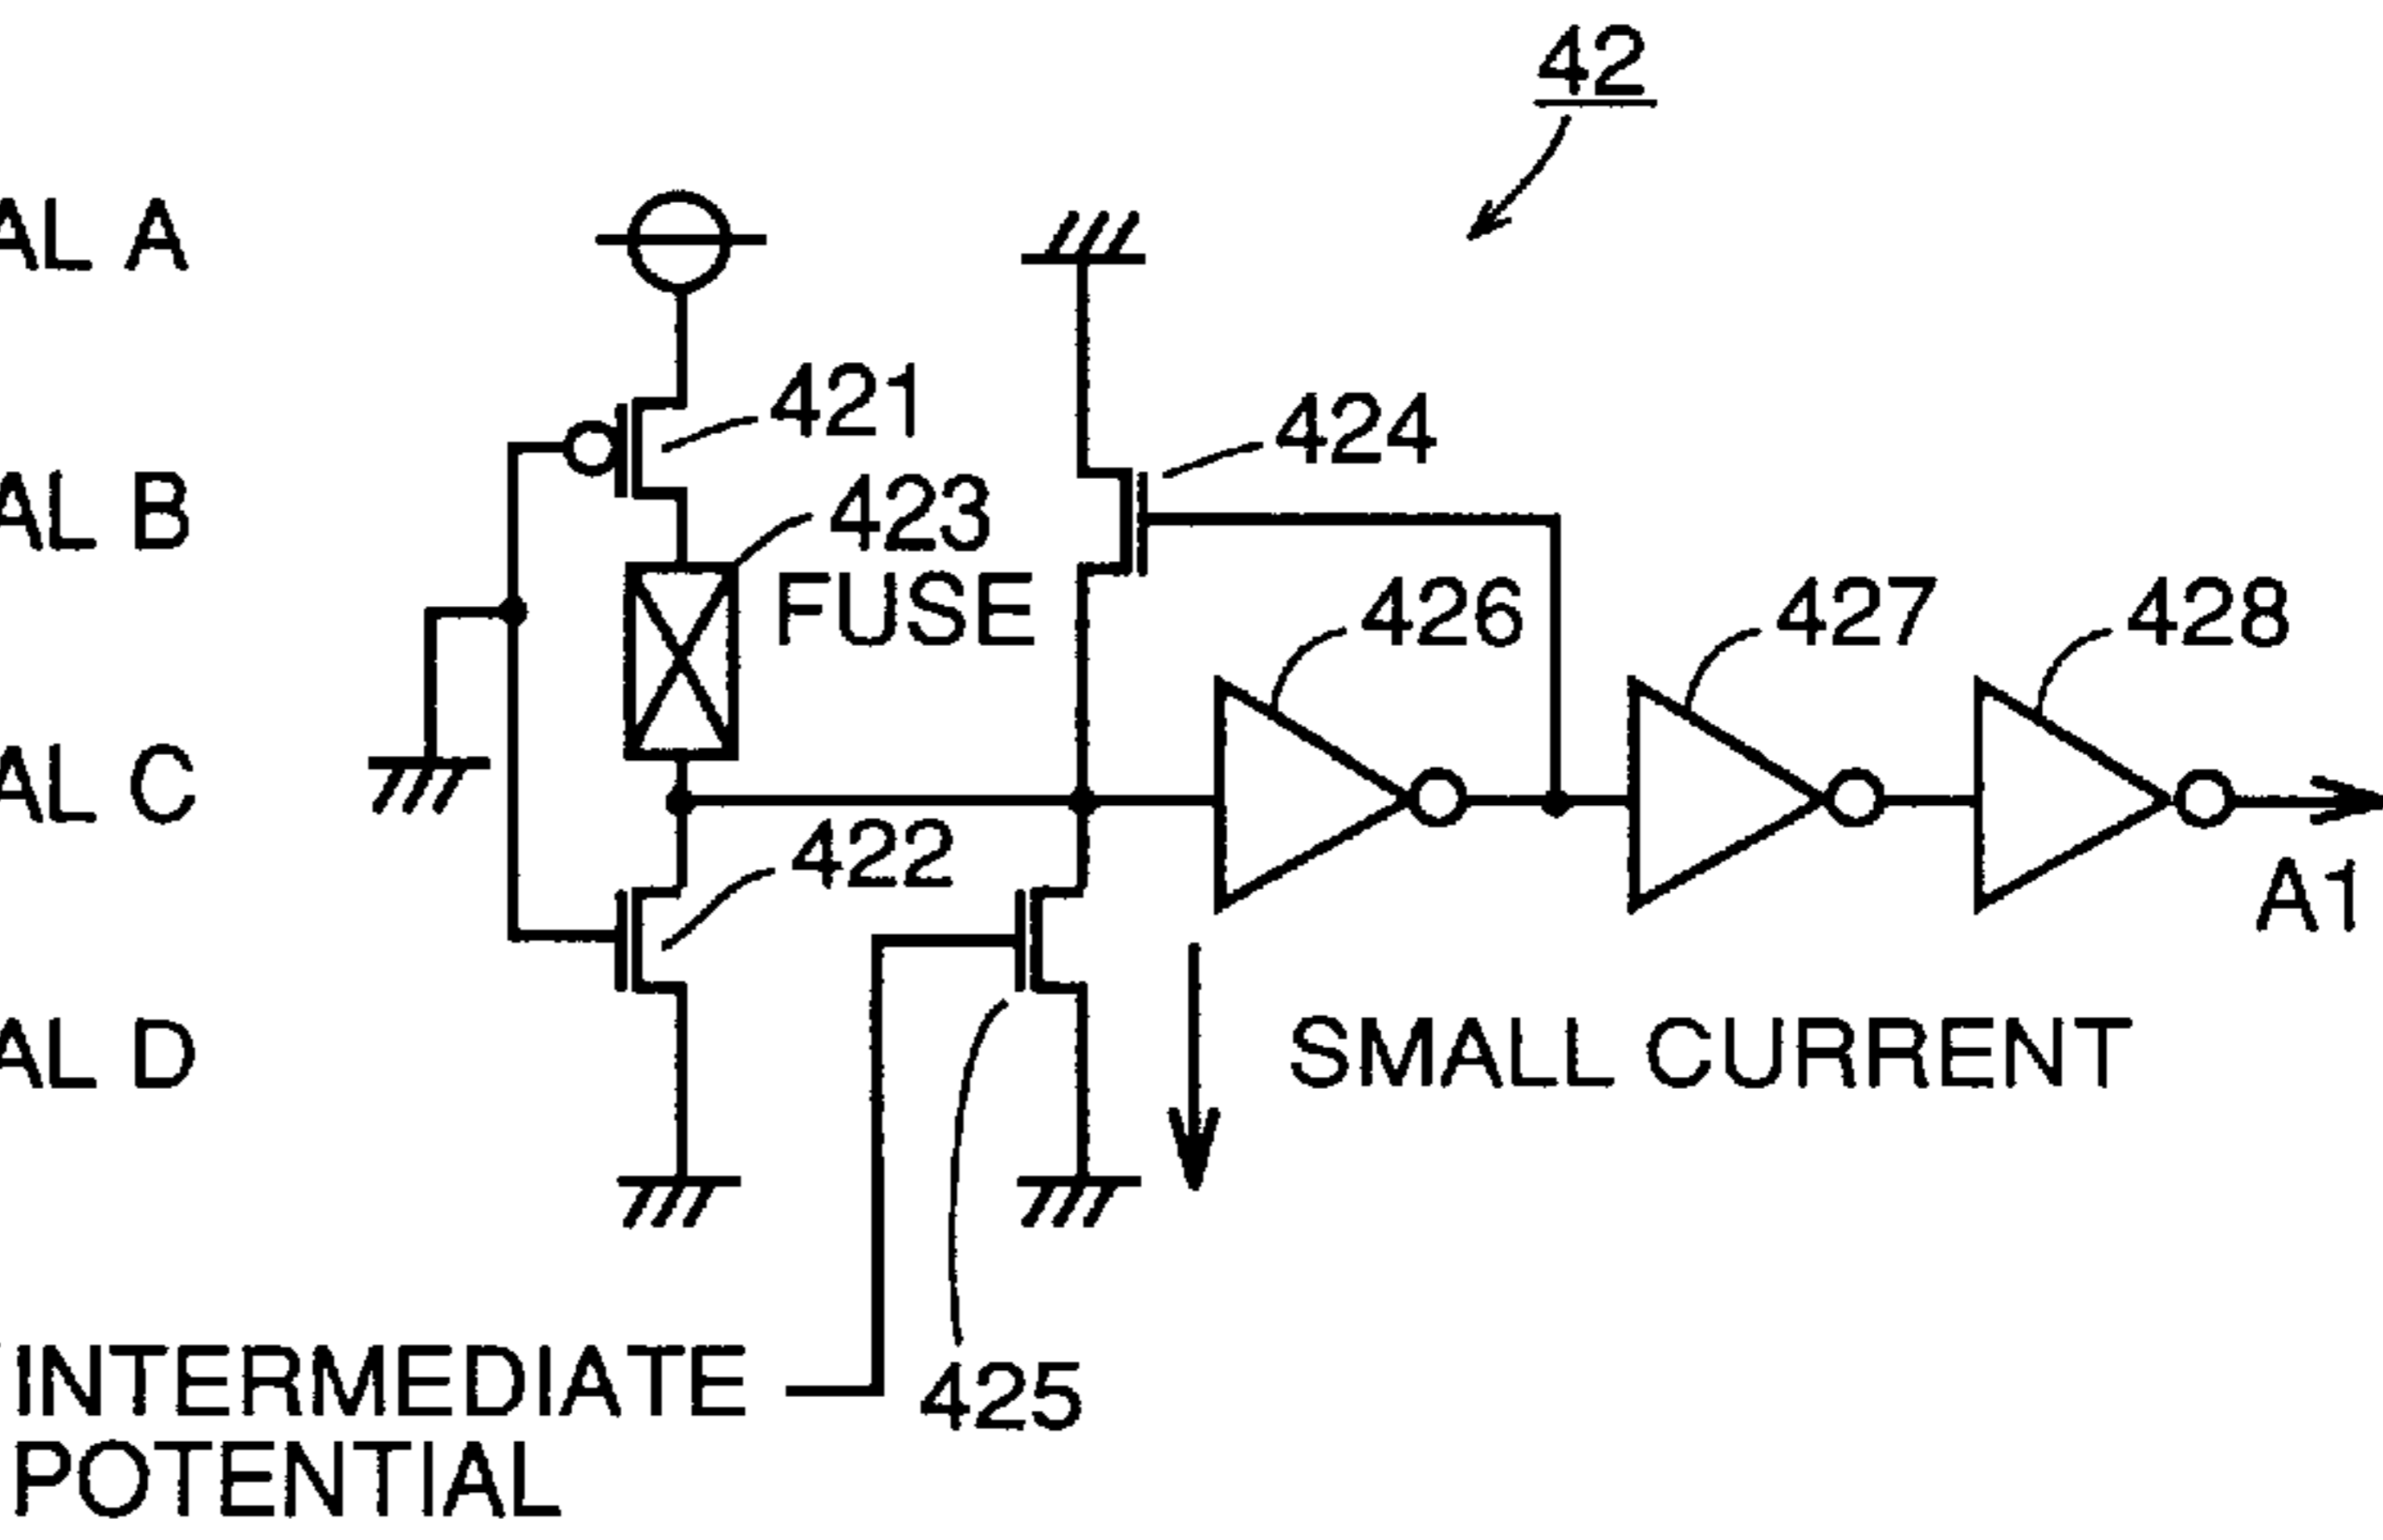 42
AL A
421
424
AL B
423
FUSE
426
427
428
AL C
422
A1
AL D
SMALL CURRENT
INTERMEDIATE
425
POTENTIAL